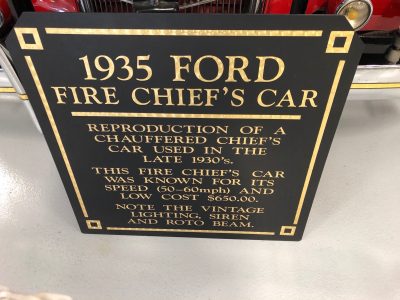 1935 FORD
FIRE CHIEF'S CAR
REPRODUCTION OF A
CHAUFFERED CHIEF'S
CAR USED IN THE
LATE 1930's.
THIS FIRE CHIEF'S CAR
WAS KNOWN FOR ITS
SPEED (50-60mph) AND
LOW COST $650.00.
NOTE THE VINTAGE
LIGHTING, SIREN
AND ROTO BEAM.